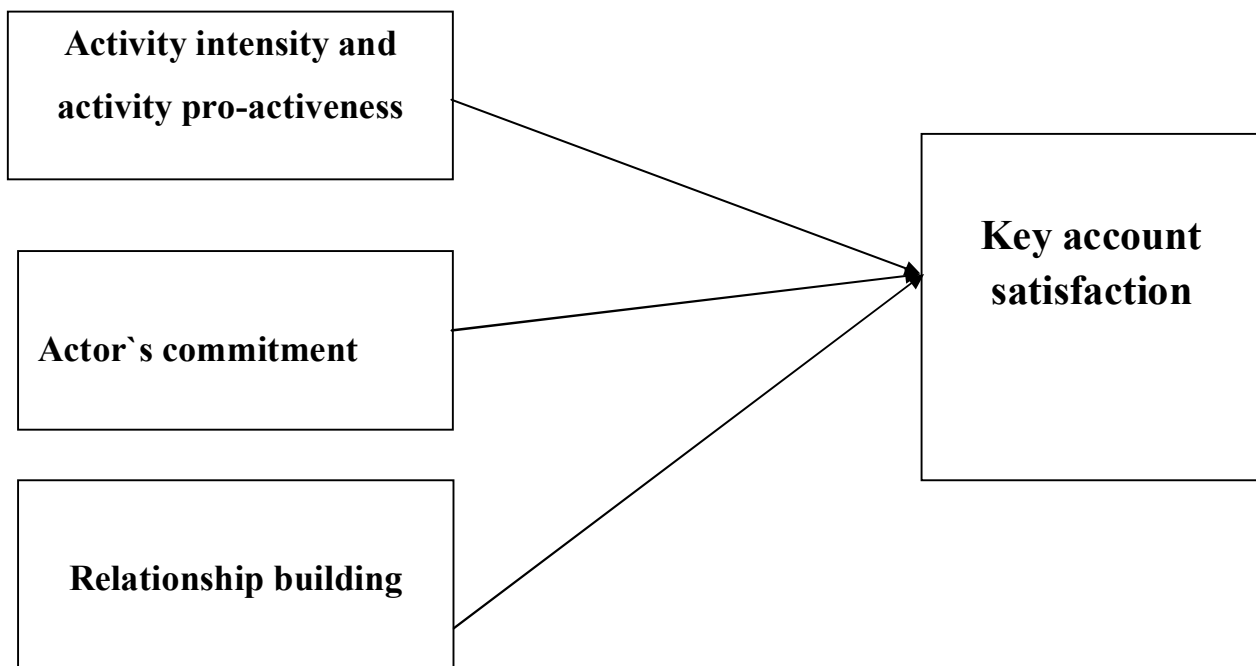 Activity intensity and
activity pro-activeness
Key account
satisfaction
Actor`s commitment
Relationship building